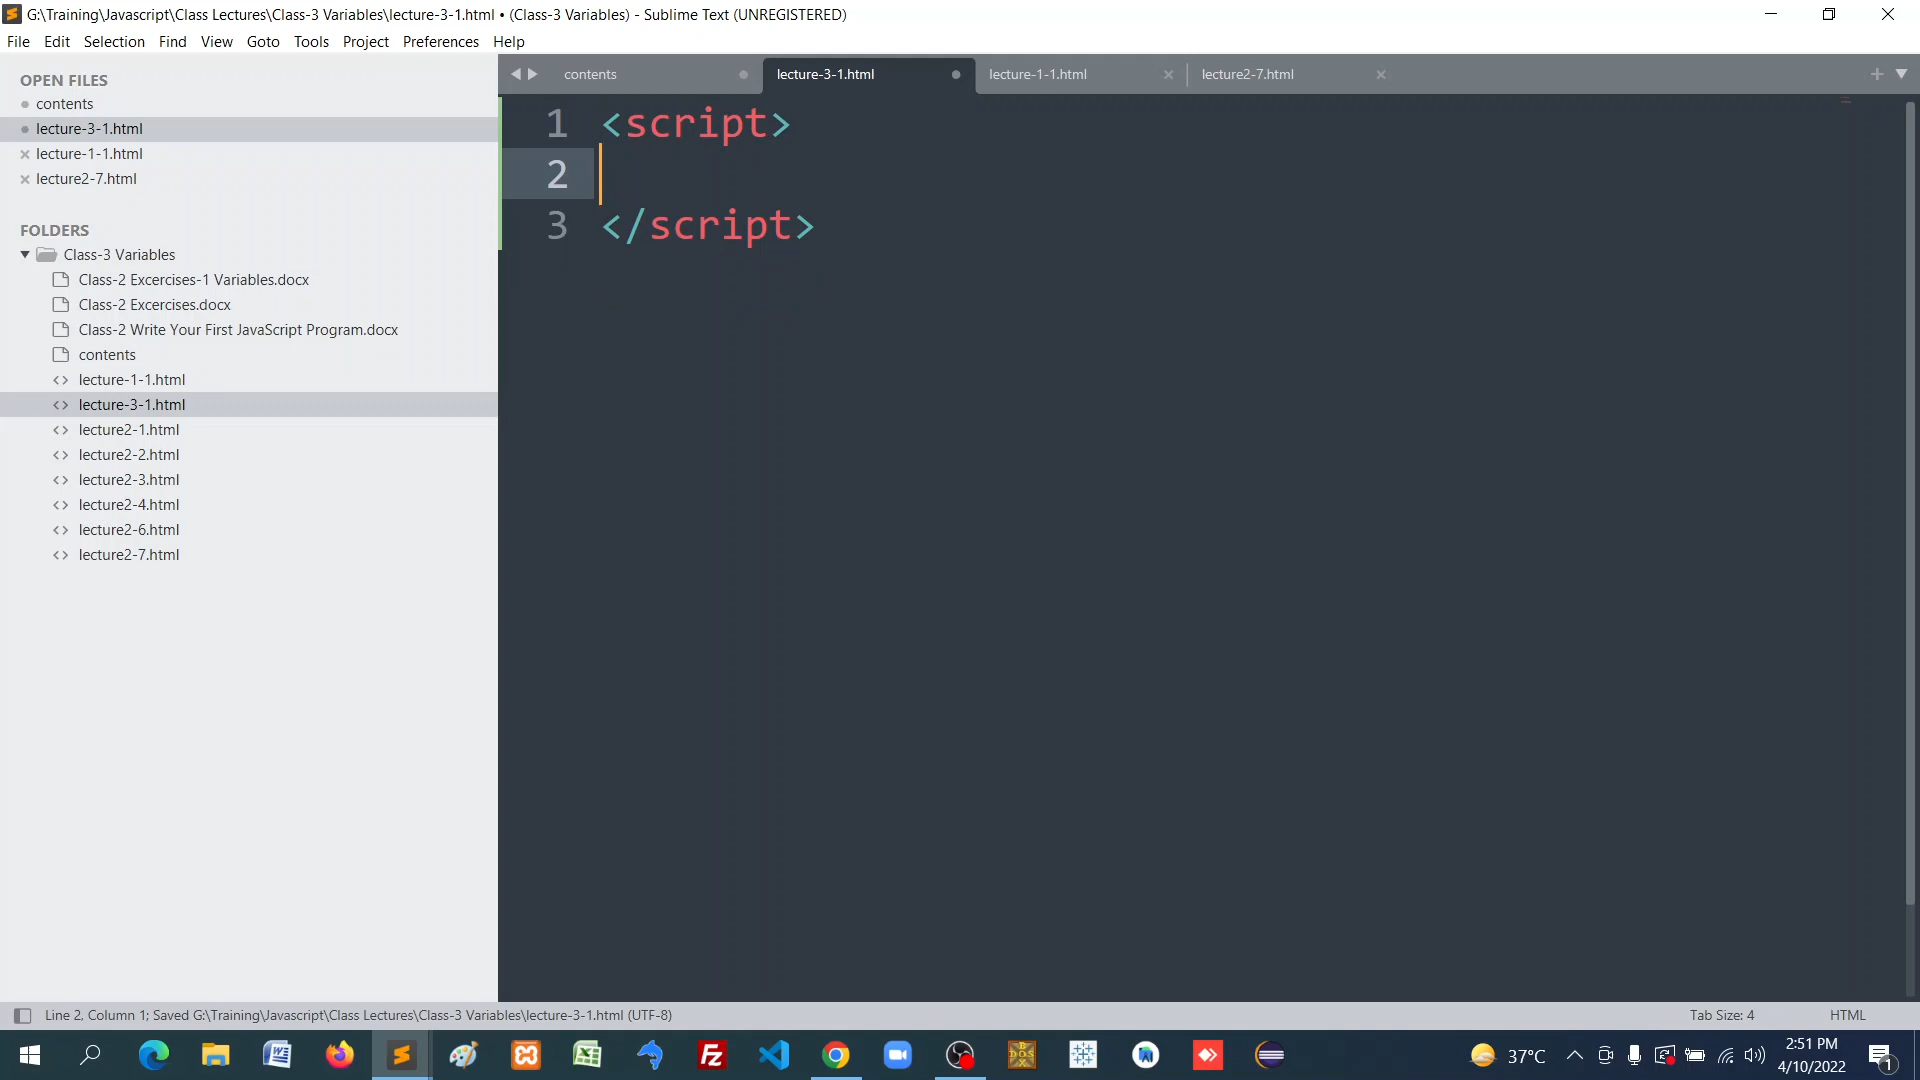 G:\Training\Javascript\Class Lectures\Class-3 Variables\lecture-3-1.html • (Class-3 Variables) - Sublime Text (UNREGISTERED)
File Edit Selection Find View Goto Tools Project Preferences Help
OPEN FILES
contents
lecture-3-1.html
lecture-1-1.html
lecture2-7.html
FOLDERS
Class-3 Variables
Class-2 Excercises-1 Variables.docx
Class-2 Excercises.docx
Class-2 Write Your First JavaScript Program.docx
contents
lecture-1-1.html
lecture-3-1.html
lecture2-1.html
lecture2-2.html
lecture2-3.html
lecture2-4.html
lecture2-6.html
lecture2-7.html
contents lecture-3-1.html lecture-1-1.html lecture2-7.html
1 <script>
2
3 </script>
Line 2, Column 1; Saved G:\Training\Javascript\Class Lectures\Class-3 Variables\lecture-3-1.html (UTF-8) Tab Size: 4 HTML
37°C
2:51 PM
4/10/2022
1